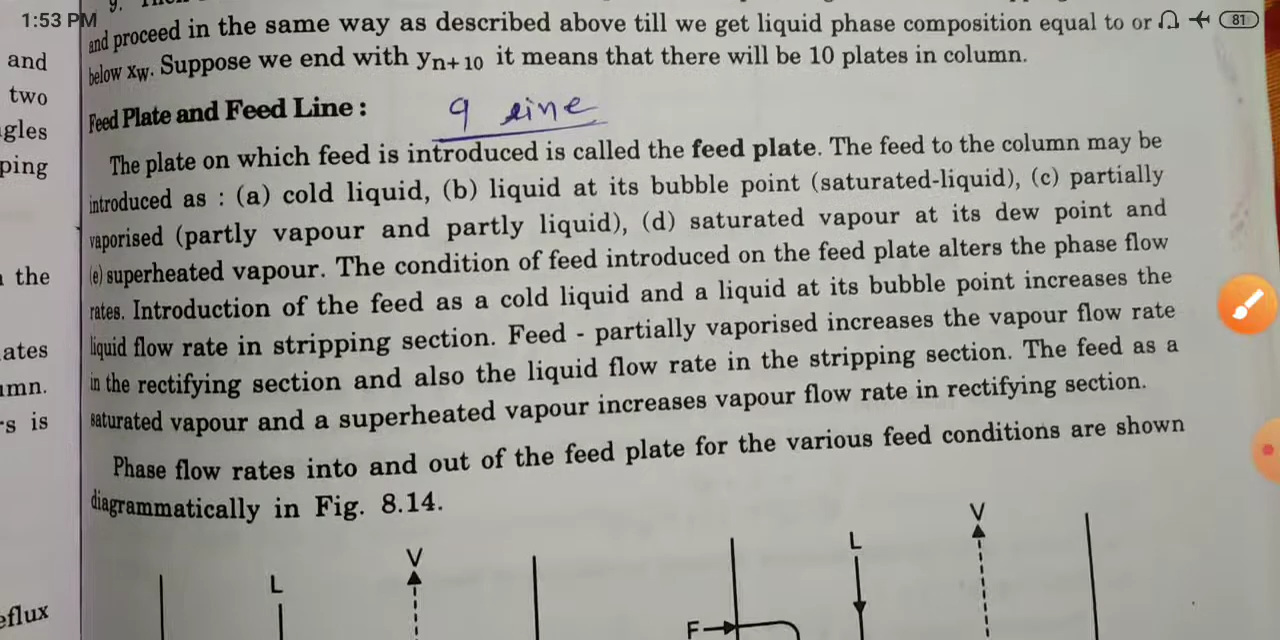 1:53 PM
81
9.
and proceed in the same way as described above till we get liquid phase composition equal to or
below xW. Suppose we end with yn+ 10 it means that there will be 10 plates in column.
Feed Plate and Feed Line :
q line
The plate on which feed is introduced is called the feed plate. The feed to the column may be
introduced as : (a) cold liquid, (b) liquid at its bubble point (saturated-liquid), (c) partially
vaporised (partly vapour and partly liquid), (d) saturated vapour at its dew point and
(e) superheated vapour. The condition of feed introduced on the feed plate alters the phase flow
rates. Introduction of the feed as a cold liquid and a liquid at its bubble point increases the
liquid flow rate in stripping section. Feed - partially vaporised increases the vapour flow rate
in the rectifying section and also the liquid flow rate in the stripping section. The feed as a
saturated vapour and a superheated vapour increases vapour flow rate in rectifying section.
Phase flow rates into and out of the feed plate for the various feed conditions are shown
diagrammatically in Fig. 8.14.
L
V
L
V
F
and
two
gles
ping
the
ates
umn.
s is
eflux